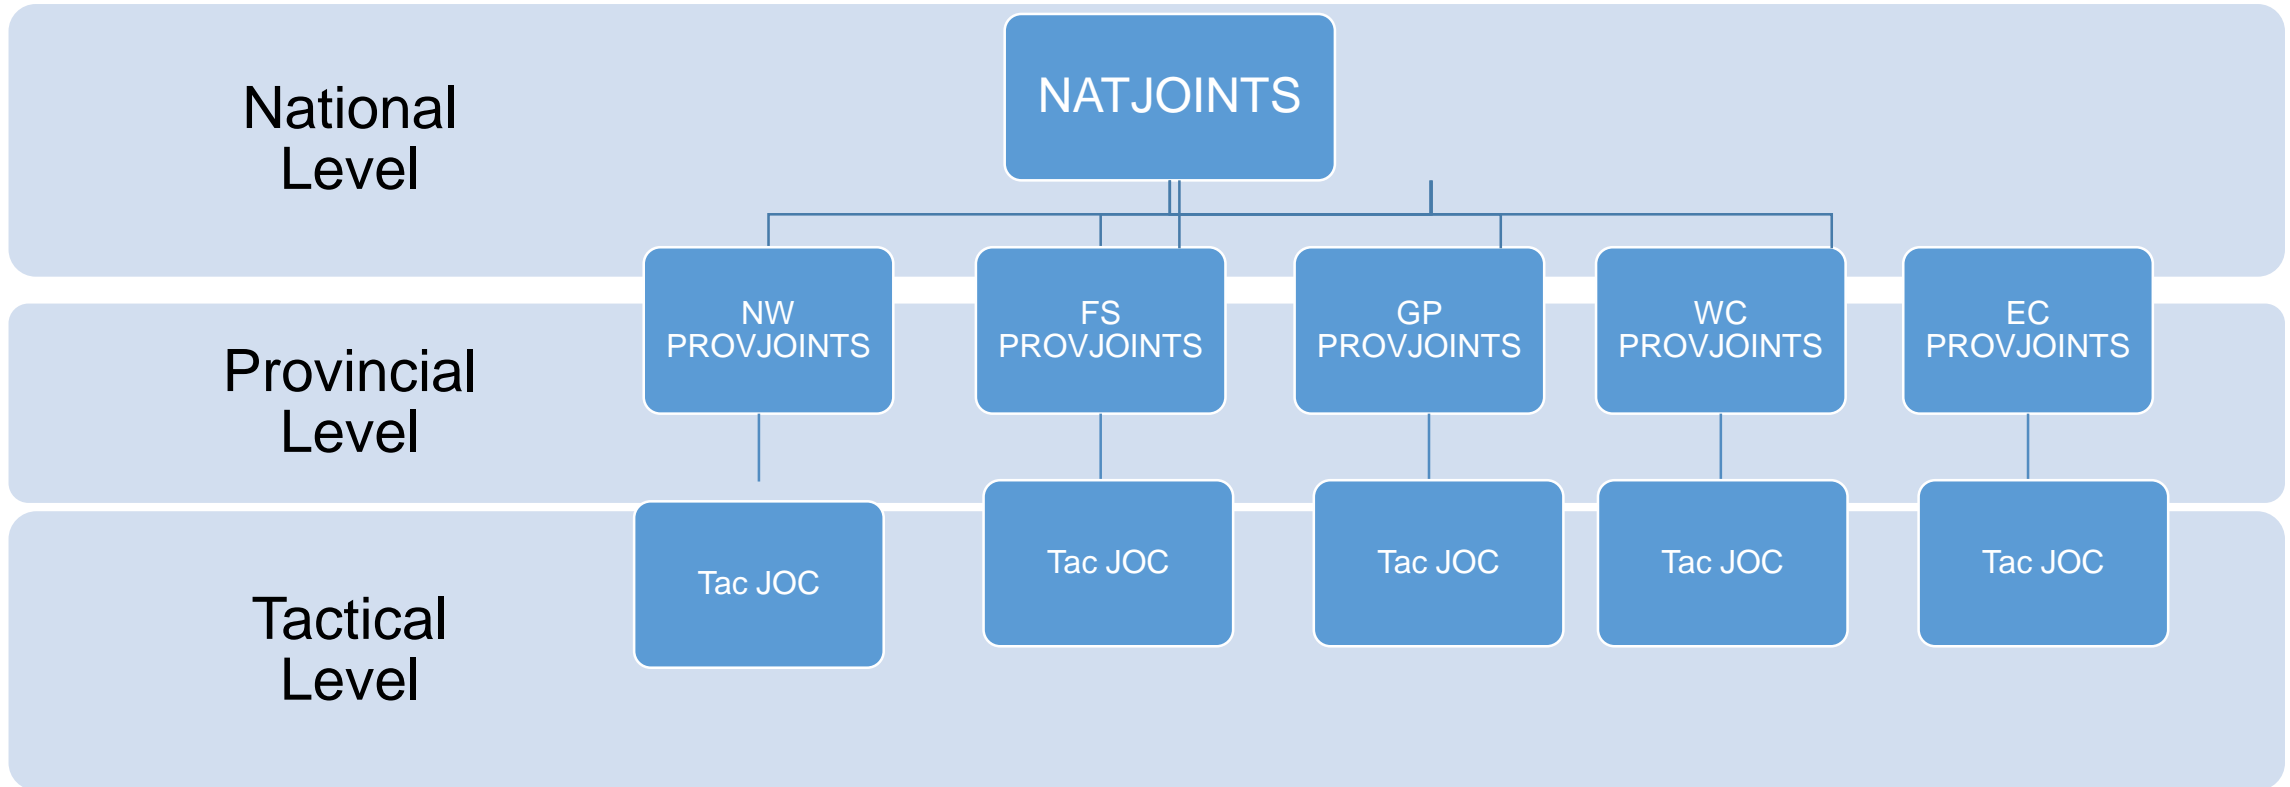 National
Level
NATJOINTS
Provincial
Level
NW
PROVJOINTS
FS
PROVJOINTS
GP
PROVJOINTS
WC
PROVJOINTS
EC
PROVJOINTS
Tactical
Level
Tac JOC
Tac JOC
Tac JOC
Tac JOC
Tac JOC